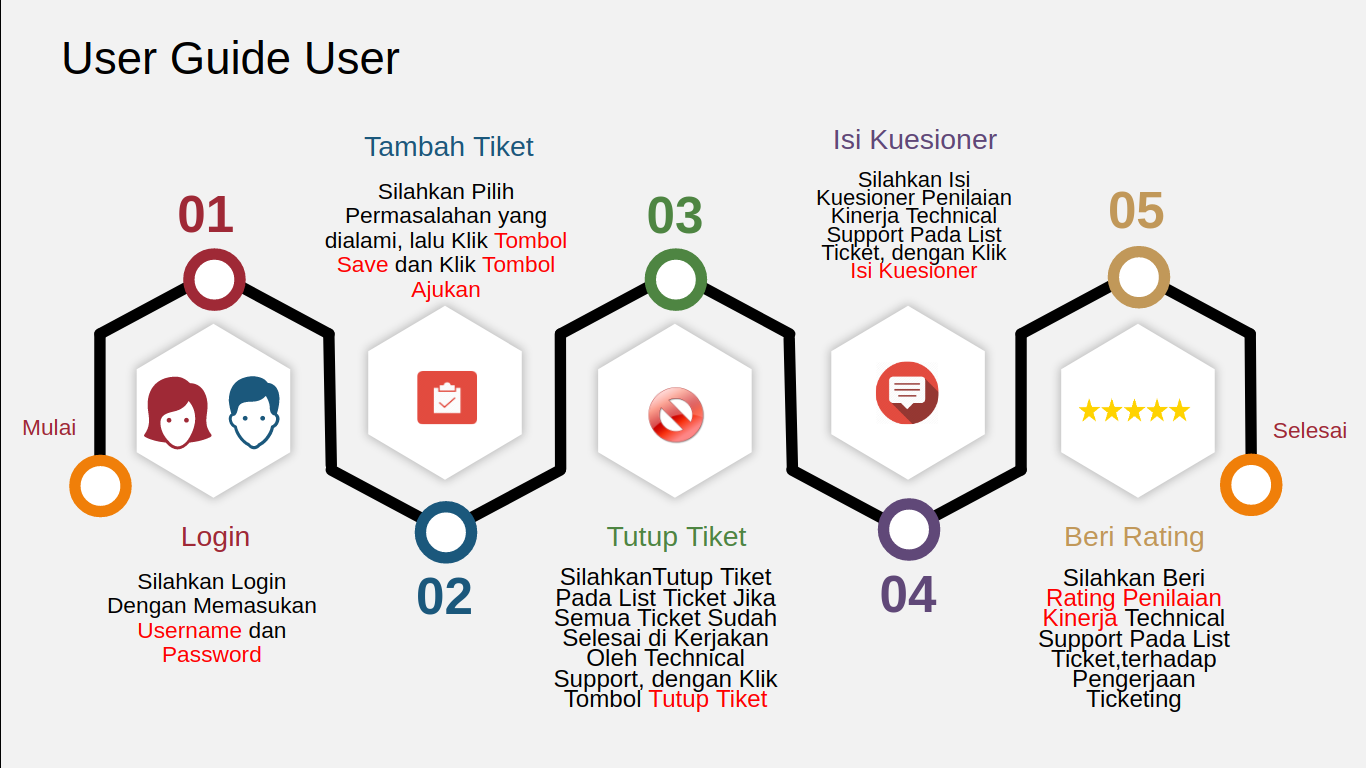 User Guide User
Mulai
01
Login
Silahkan Login
Dengan Memasukan
Username dan
Password
Tambah Tiket
Silahkan Pilih
Permasalahan yang
dialami, lalu Klik Tombol
Save dan Klik Tombol
Ajukan
02
03
Tutup Tiket
SilahkanTutup Tiket
Pada List Ticket Jika
Semua Ticket Sudah
Selesai di Kerjakan
Oleh Technical
Support, dengan Klik
Tombol Tutup Tiket
Isi Kuesioner
Silahkan Isi
Kuesioner Penilaian
Kinerja Technical
Support Pada List
Ticket, dengan Klik
Isi Kuesioner
04
05
Beri Rating
Silahkan Beri
Rating Penilaian
Kinerja Technical
Support Pada List
Ticket,terhadap
Pengerjaan
Ticketing
Selesai